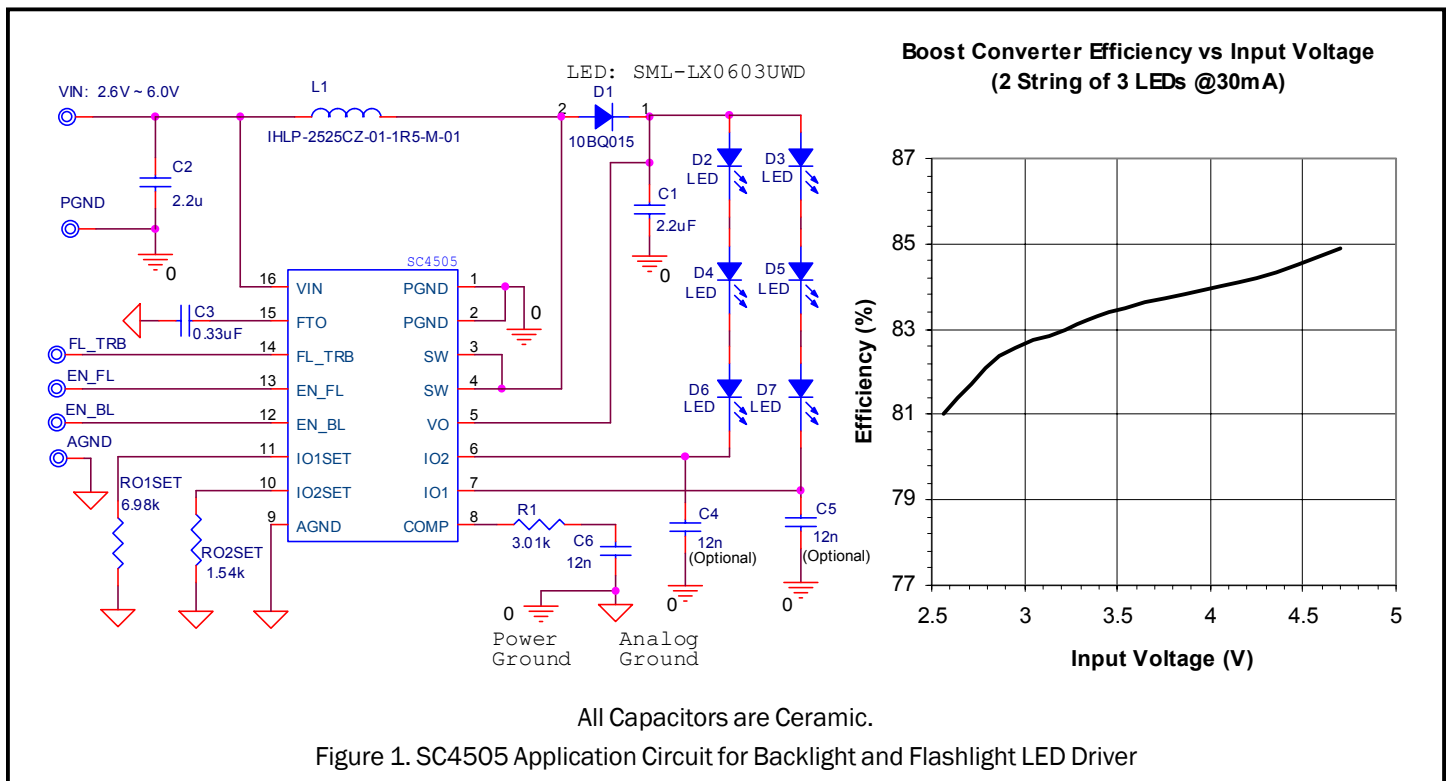 LED: SML-LX0603UWD
VIN: 2.6V ~ 6.0V
L1
IHLP-2525CZ-01-1R5-M-01
2
D1
1
10BQ015
C2
2.2u
PGND
0
C1
2.2uF
0
D2
LED
D3
LED
D4
LED
D5
LED
D6
LED
D7
LED
SC4505
16 VIN PGND 1
0
C3
0.33uF
15 FTO PGND 2
FL_TRB 14 FL_TRB SW 3
EN_FL 13 EN_FL SW 4
EN_BL 12 EN_BL VO 5
AGND 11 IO1SET IO2 6
10 IO2SET IO1 7
9 AGND COMP 8
RO1SET
6.98k
RO2SET
1.54k
R1
3.01k
C6
12n
C4
12n
(Optional)
0
C5
12n
(Optional)
0
0
Power
Ground
Analog
Ground
Boost Converter Efficiency vs Input Voltage
(2 String of 3 LEDs @30mA)
Efficiency (%)
87
85
83
81
79
77
2.5 3 3.5 4 4.5 5
Input Voltage (V)
All Capacitors are Ceramic.
Figure 1. SC4505 Application Circuit for Backlight and Flashlight LED Driver